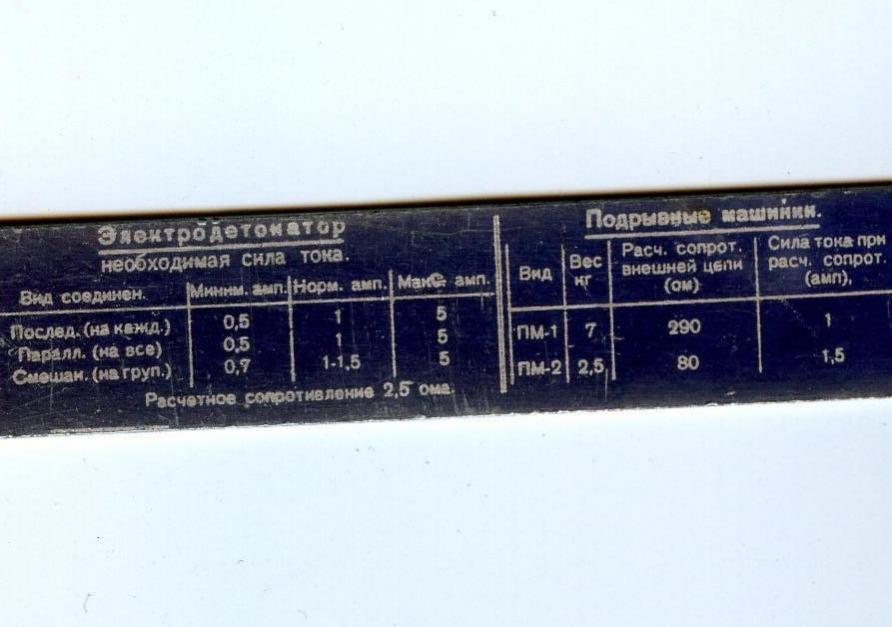 Электродетонатор
необходимая сила тока.
Вид соединен. Миним. амп. Норм. амп. Макс. амп.
Послед. (на кажд.) 0,5 1 5
Паралл. (на все) 0,5 1 5
Смешан. (на груп.) 0,7 1-1,5 5
Расчетное сопротивление 2,5 ома.
Подрывные машинки.
Вид Вес кг Расч. сопрот. внешней цепи (ом) Сила тока при расч. сопрот. (амп),
ПМ-1 7 290 1
ПМ-2 2,5 80 1,5